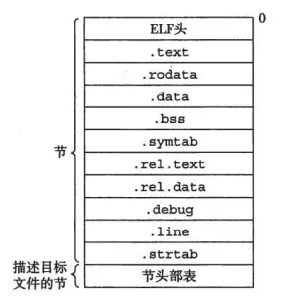 0
ELF头
.text
.rodata
.data
.bss
.symtab
节
.rel.text
.rel.data
.debug
.line
.strtab
描述目标
文件的节
节头部表